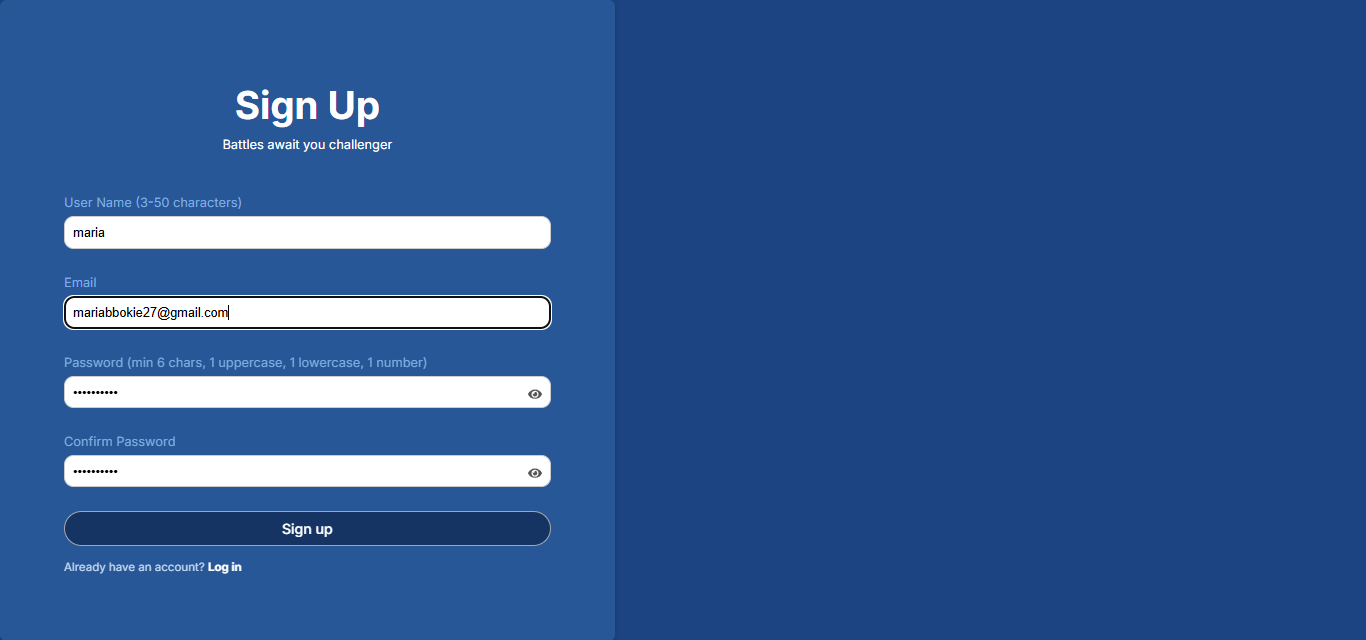 Sign Up
Battles await you challenger
User Name (3-50 characters)
maria
Email
mariabbokie27@gmail.com
Password (min 6 chars, 1 uppercase, 1 lowercase, 1 number)
••••••••••
Confirm Password
••••••••••
Sign up
Already have an account? Log in